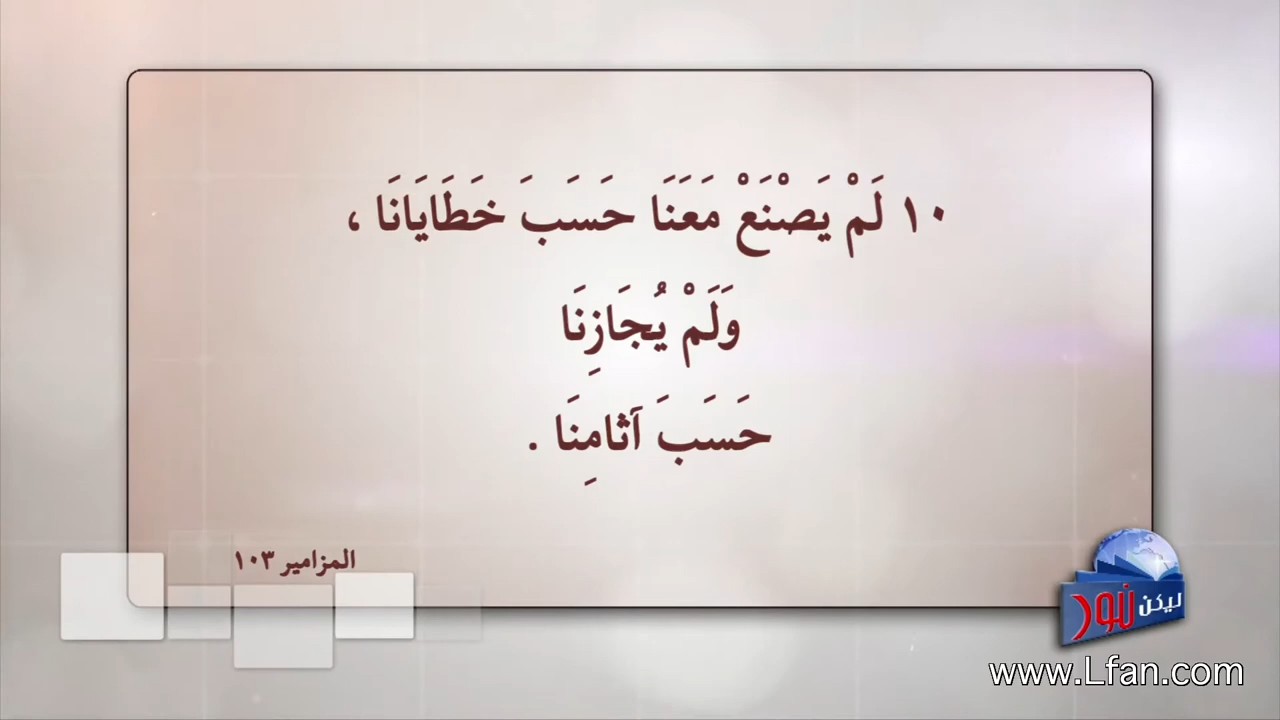 ١٠ لَمْ يَصْنَعْ مَعَنَا حَسَبَ خَطَايَانَا ،
وَلَمْ يُجَازِنَا
حَسَبَ آثَامِنَا .
المزامير ١٠٣
ليكن نور
www.Lfan.com